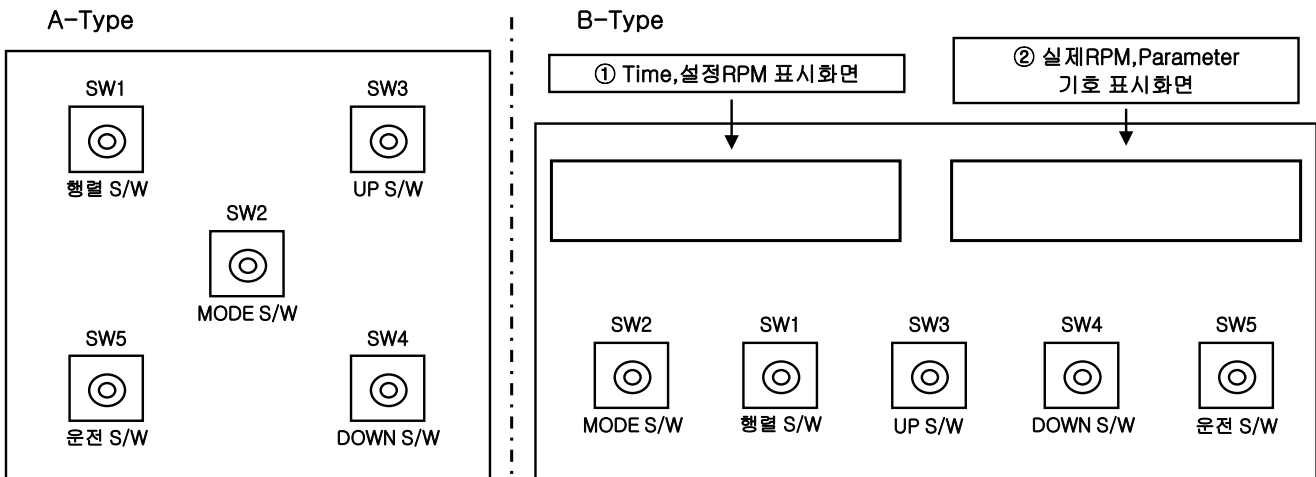 A-Type
SW1
행렬 S/W
SW3
UP S/W
SW2
MODE S/W
SW5
운전 S/W
SW4
DOWN S/W
B-Type
① Time,설정RPM 표시화면
② 실제RPM,Parameter
기호 표시화면
SW2
MODE S/W
SW1
행렬 S/W
SW3
UP S/W
SW4
DOWN S/W
SW5
운전 S/W